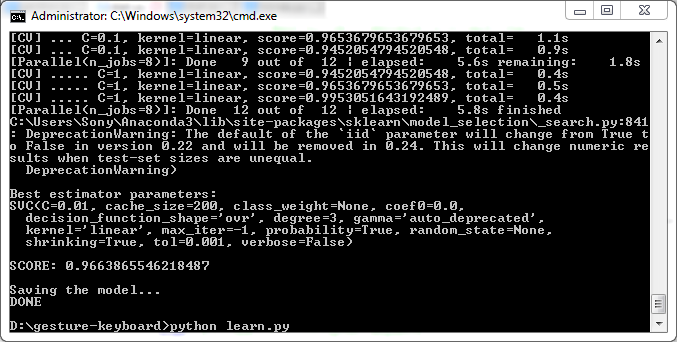 Administrator: C:\Windows\system32\cmd.exe
[CV] ... C=0.1, kernel=linear, score=0.9653679653679653, total=   1.1s
[CV] ... C=0.1, kernel=linear, score=0.9452054794520548, total=   0.9s
[Parallel(n_jobs=8)]: Done   9 out of  12 | elapsed:    5.6s remaining:    1.8s
[CV] ..... C=1, kernel=linear, score=0.9452054794520548, total=   0.4s
[CV] ..... C=1, kernel=linear, score=0.9653679653679653, total=   0.5s
[CV] ..... C=1, kernel=linear, score=0.9953051643192489, total=   0.4s
[Parallel(n_jobs=8)]: Done  12 out of  12 | elapsed:    5.8s finished
C:\Users\Sony\Anaconda3\lib\site-packages\sklearn\model_selection\_search.py:841
: DeprecationWarning: The default of the `iid` parameter will change from True t
o False in version 0.22 and will be removed in 0.24. This will change numeric re
sults when test-set sizes are unequal.
  DeprecationWarning)
Best estimator parameters:
SVC(C=0.01, cache_size=200, class_weight=None, coef0=0.0,
  decision_function_shape='ovr', degree=3, gamma='auto_deprecated',
  kernel='linear', max_iter=-1, probability=True, random_state=None,
  shrinking=True, tol=0.001, verbose=False)
SCORE: 0.9663865546218487
Saving the model...
DONE
D:\gesture-keyboard>python learn.py